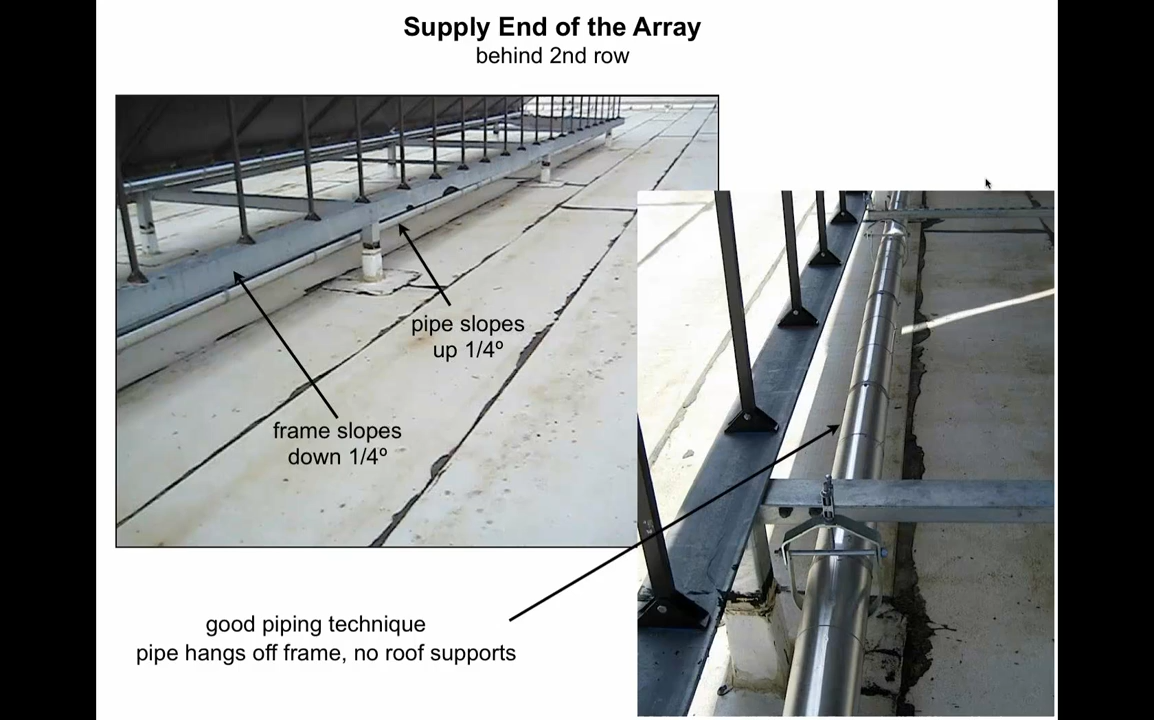 Supply End of the Array
behind 2nd row
pipe slopes
up 1/4º
frame slopes
down 1/4º
good piping technique
pipe hangs off frame, no roof supports